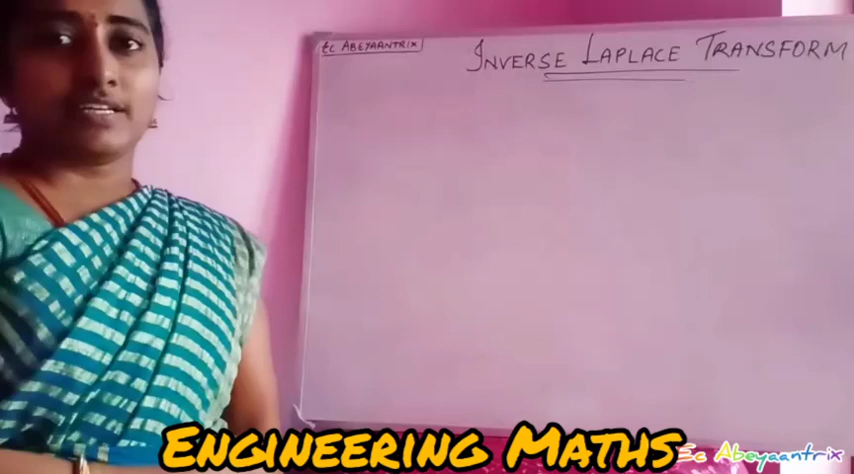 Ec ABEYAANTRIX
INVERSE LAPLACE TRANSFORM
ENGINEERING MATHS
Ec Abeyaantrix